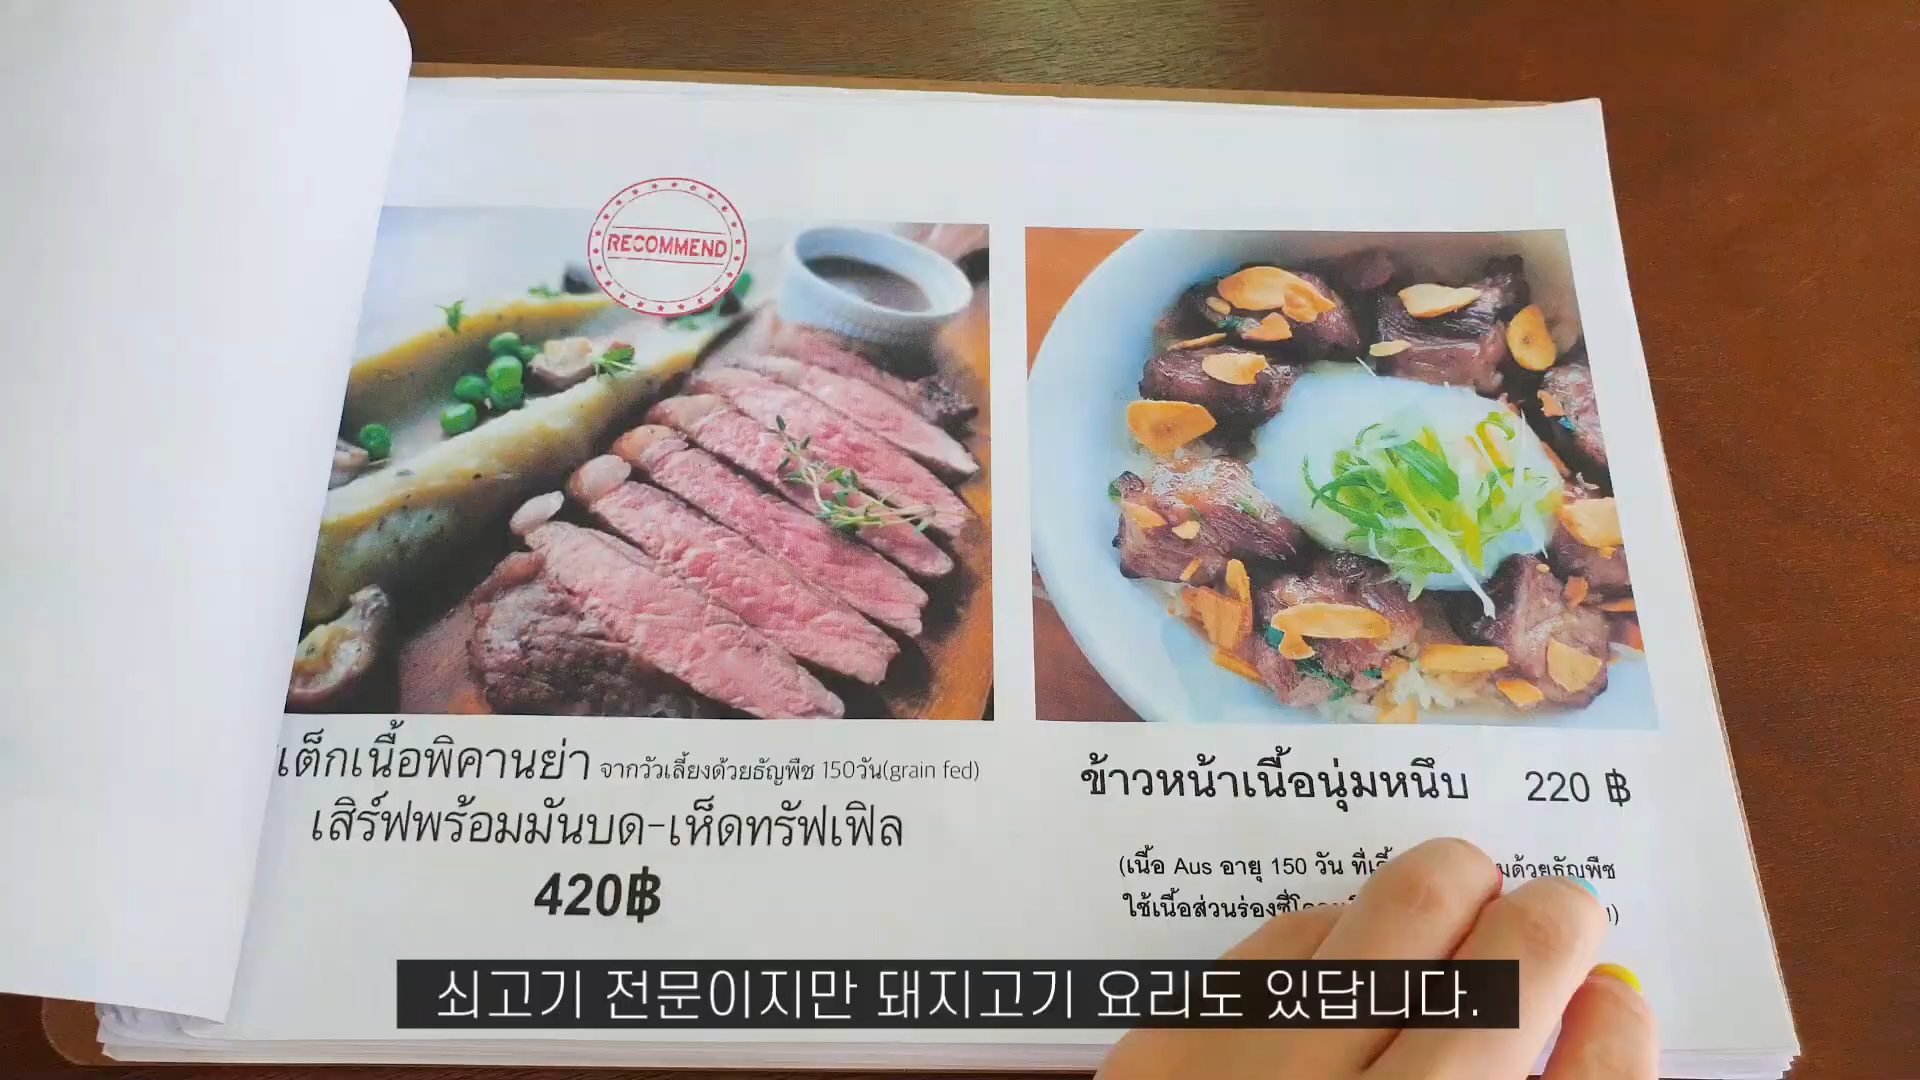 RECOMMEND
เต็กเนื้อพิคานย่า จากวัวเลี้ยงด้วยธัญพืช 150วัน(grain fed)
เสิร์ฟพร้อมมันบด-เห็ดทรัฟเฟิล
420฿
ข้าวหน้าเนื้อนุ่มหนึบ 220 ฿
(เนื้อ Aus อายุ 150 วัน ที่ ด้วยธัญพืช
ใช้เนื้อส่วนร่อง
쇠고기 전문이지만 돼지고기 요리도 있답니다.